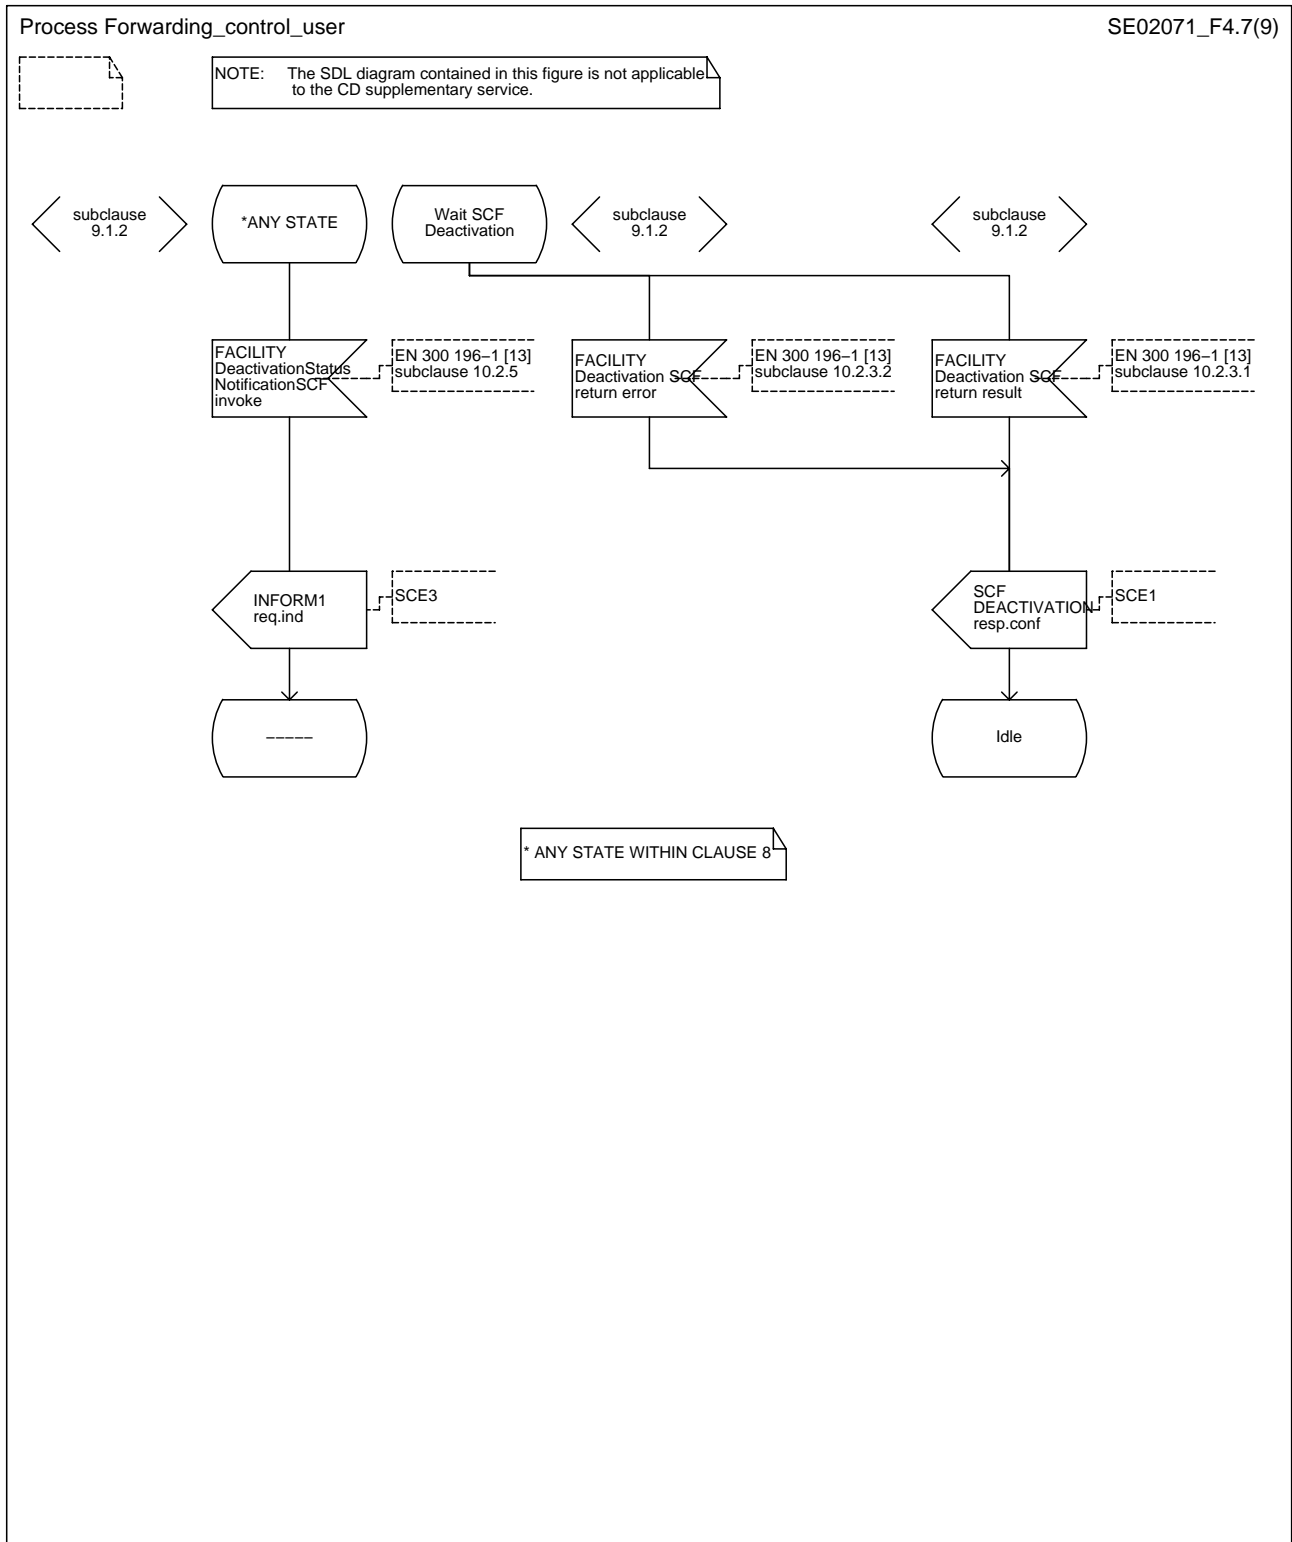 Process Forwarding_control_user
SE02071_F4.7(9)
NOTE: The SDL diagram contained in this figure is not applicable
to the CD supplementary service.
subclause
9.1.2
*ANY STATE
Wait SCF
Deactivation
subclause
9.1.2
subclause
9.1.2
FACILITY
DeactivationStatus
NotificationSCF
invoke
EN 300 196–1 [13]
subclause 10.2.5
FACILITY
Deactivation SCF
return error
EN 300 196–1 [13]
subclause 10.2.3.2
FACILITY
Deactivation SCF
return result
EN 300 196–1 [13]
subclause 10.2.3.1
INFORM1
req.ind
SCE3
SCF
DEACTIVATION
resp.conf
SCE1
–––––
Idle
* ANY STATE WITHIN CLAUSE 8